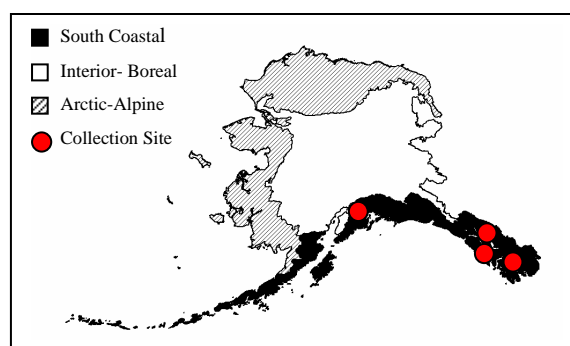 South Coastal
Interior- Boreal
Arctic-Alpine
Collection Site